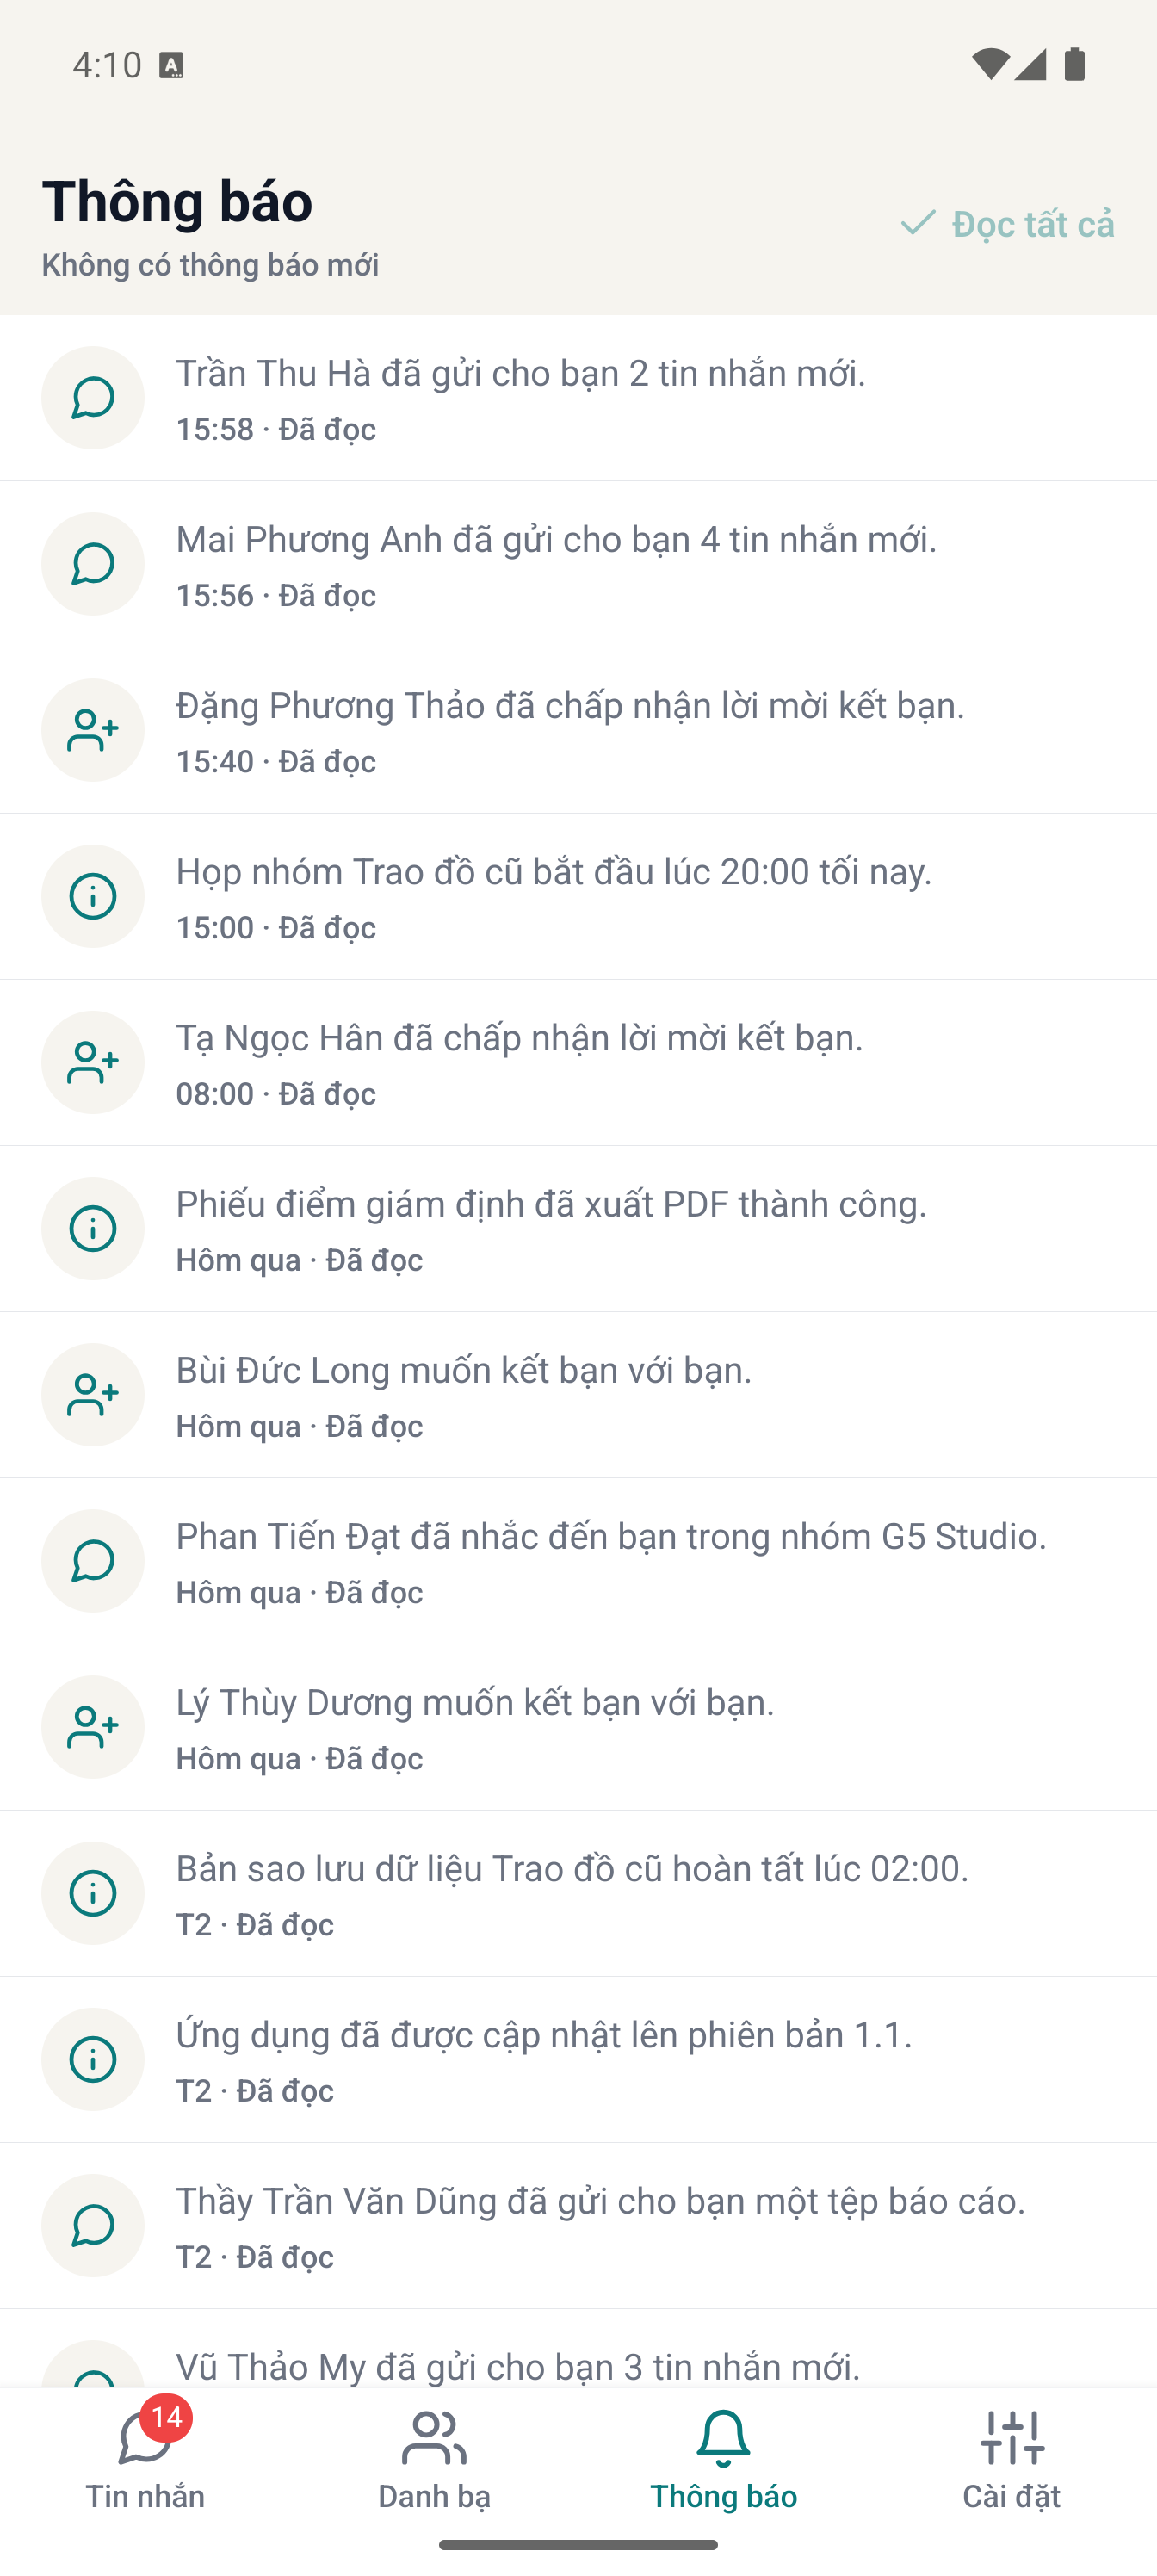 4:10
Thông báo
Không có thông báo mới
Đọc tất cả
Trần Thu Hà đã gửi cho bạn 2 tin nhắn mới.
15:58 · Đã đọc
Mai Phương Anh đã gửi cho bạn 4 tin nhắn mới.
15:56 · Đã đọc
Đặng Phương Thảo đã chấp nhận lời mời kết bạn.
15:40 · Đã đọc
Họp nhóm Trao đồ cũ bắt đầu lúc 20:00 tối nay.
15:00 · Đã đọc
Tạ Ngọc Hân đã chấp nhận lời mời kết bạn.
08:00 · Đã đọc
Phiếu điểm giám định đã xuất PDF thành công.
Hôm qua · Đã đọc
Bùi Đức Long muốn kết bạn với bạn.
Hôm qua · Đã đọc
Phan Tiến Đạt đã nhắc đến bạn trong nhóm G5 Studio.
Hôm qua · Đã đọc
Lý Thùy Dương muốn kết bạn với bạn.
Hôm qua · Đã đọc
Bản sao lưu dữ liệu Trao đồ cũ hoàn tất lúc 02:00.
T2 · Đã đọc
Ứng dụng đã được cập nhật lên phiên bản 1.1.
T2 · Đã đọc
Thầy Trần Văn Dũng đã gửi cho bạn một tệp báo cáo.
T2 · Đã đọc
Vũ Thảo My đã gửi cho bạn 3 tin nhắn mới.
14
Tin nhắn
Danh bạ
Thông báo
Cài đặt